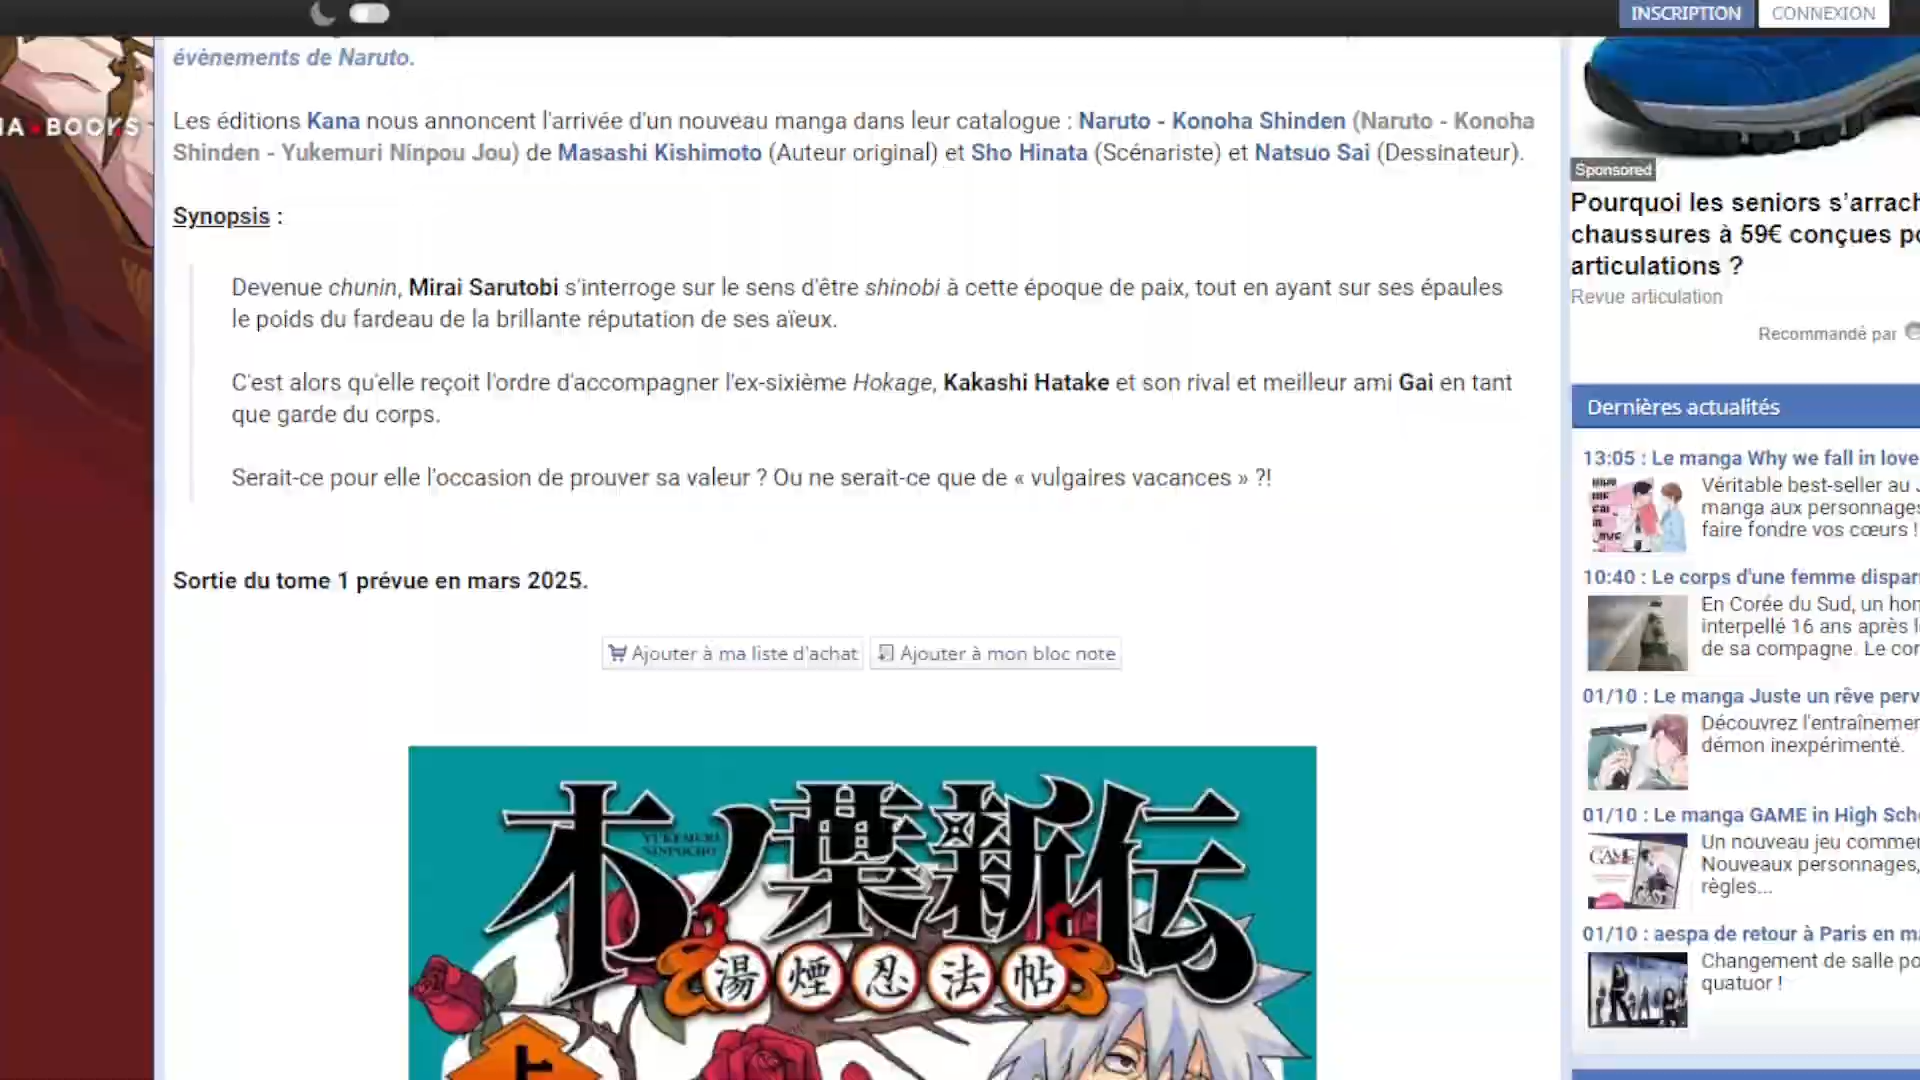 INSCRIPTION
CONNEXION
évènements de Naruto.
BOOKS
Les éditions Kana nous annoncent l'arrivée d'un nouveau manga dans leur catalogue : Naruto - Konoha Shinden (Naruto - Konoha
Shinden - Yukemuri Ninpou Jou) de Masashi Kishimoto (Auteur original) et Sho Hinata (Scénariste) et Natsuo Sai (Dessinateur).
Synopsis :
Devenue chunin, Mirai Sarutobi s'interroge sur le sens d'être shinobi à cette époque de paix, tout en ayant sur ses épaules
le poids du fardeau de la brillante réputation de ses aïeux.
C'est alors qu'elle reçoit l'ordre d'accompagner l'ex-sixième Hokage, Kakashi Hatake et son rival et meilleur ami Gai en tant
que garde du corps.
Serait-ce pour elle l'occasion de prouver sa valeur ? Ou ne serait-ce que de « vulgaires vacances » ?!
Sortie du tome 1 prévue en mars 2025.
Ajouter à ma liste d'achat
Ajouter à mon bloc note
木ノ葉新伝
YUKEMURI
NINPOCHO
湯煙忍法帖
上
Sponsored
Pourquoi les seniors s'arrach
chaussures à 59€ conçues po
articulations ?
Revue articulation
Recommandé par
Dernières actualités
13:05 : Le manga Why we fall in love
Véritable best-seller au J
manga aux personnages
faire fondre vos cœurs !
10:40 : Le corps d'une femme dispar
En Corée du Sud, un hom
interpellé 16 ans après l
de sa compagne. Le cor
01/10 : Le manga Juste un rêve perv
Découvrez l'entraînemer
démon inexpérimenté.
01/10 : Le manga GAME in High Sch
Un nouveau jeu commer
Nouveaux personnages,
règles...
GAME
01/10 : aespa de retour à Paris en ma
Changement de salle po
quatuor !